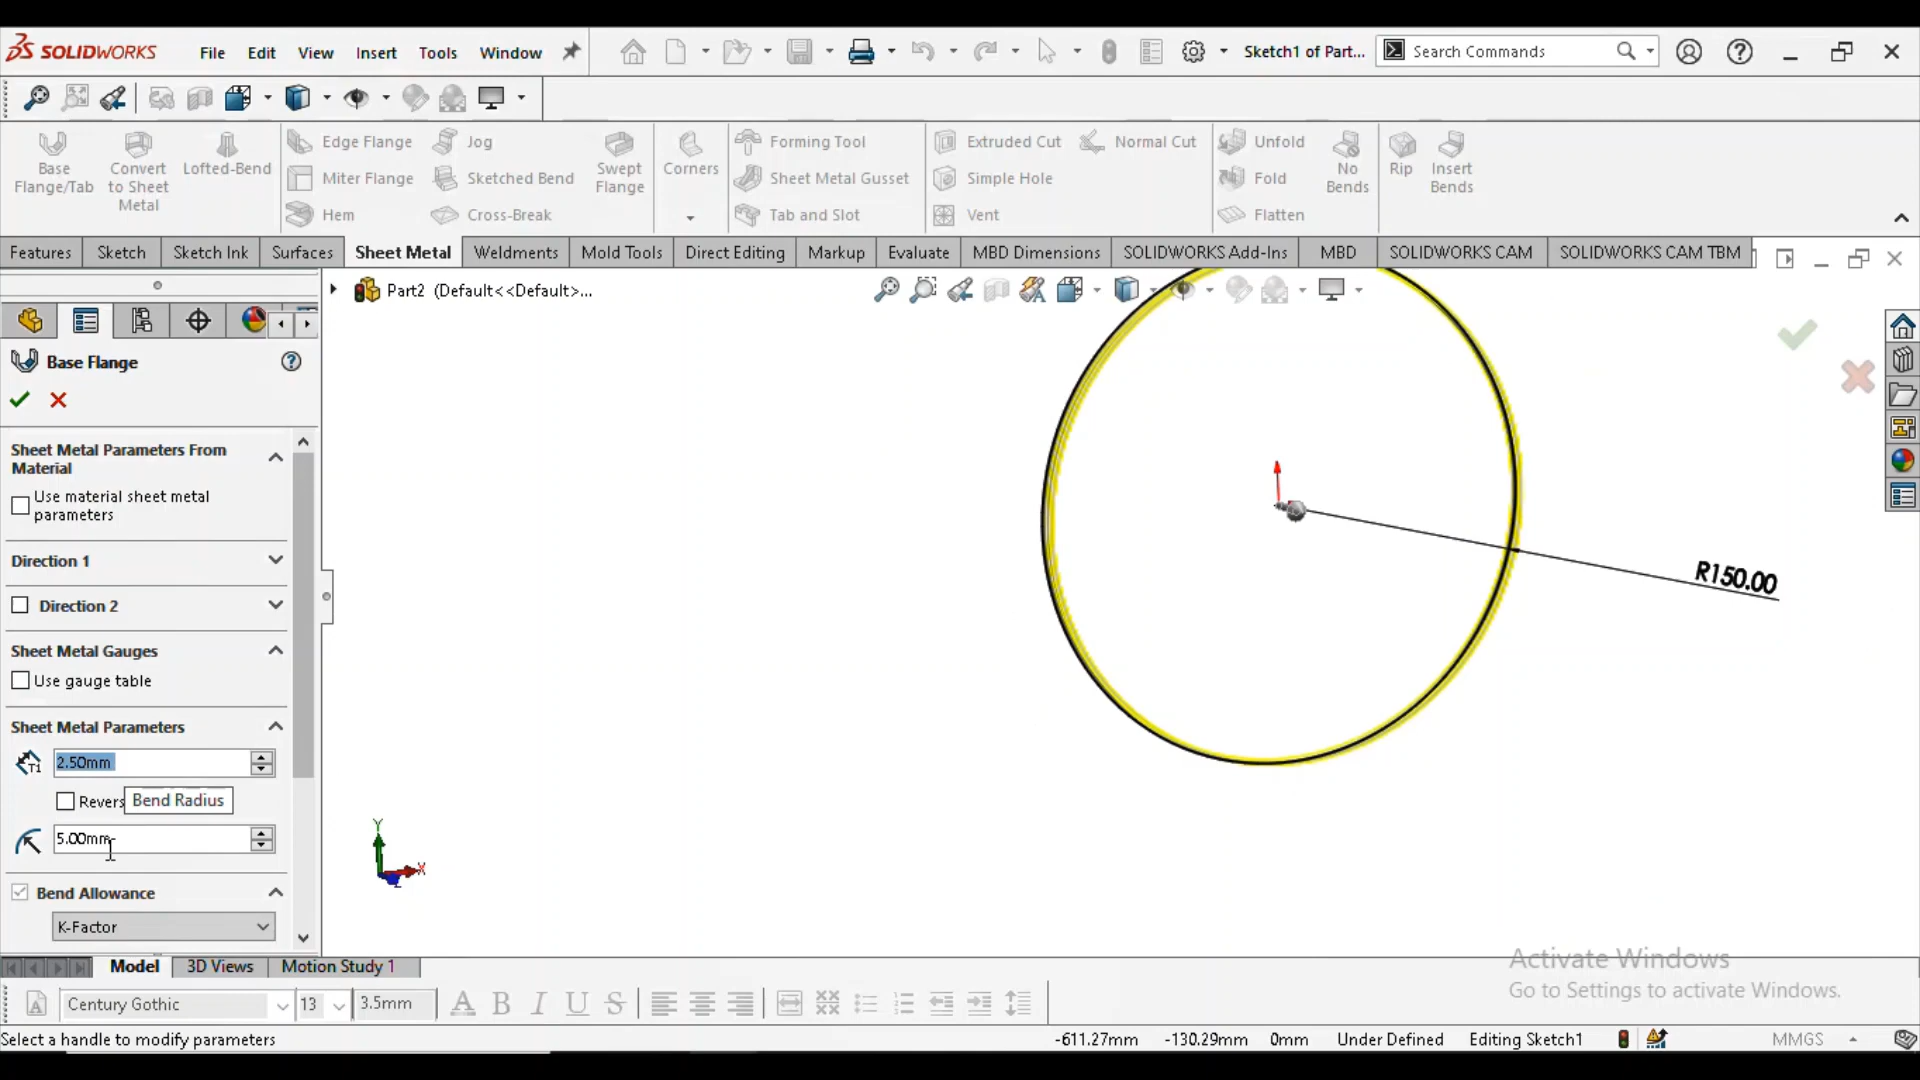 SOLIDWORKS File Edit View Insert Tools Window Sketch1 of Part... Search Commands
Base Flange/Tab
Convert to Sheet Metal
Lofted-Bend
Edge Flange
Miter Flange
Hem
Jog
Sketched Bend
Cross-Break
Swept Flange
Corners
Forming Tool
Sheet Metal Gusset
Tab and Slot
Extruded Cut
Simple Hole
Vent
Normal Cut
Unfold
Fold
Flatten
No Bends
Rip
Insert Bends
Features Sketch Sketch Ink Surfaces Sheet Metal Weldments Mold Tools Direct Editing Markup Evaluate MBD Dimensions SOLIDWORKS Add-Ins MBD SOLIDWORKS CAM SOLIDWORKS CAM TBM
Part2 (Default<<Default>...
Base Flange
Sheet Metal Parameters From
Material
Use material sheet metal
parameters
Direction 1
Direction 2
Sheet Metal Gauges
Use gauge table
Sheet Metal Parameters
T1 2.50mm
Revers Bend Radius
5.00mm
Bend Allowance
K-Factor
R150.00
Y
X
Z
Activate Windows
Go to Settings to activate Windows.
Model 3D Views Motion Study 1
Century Gothic 13 3.5mm A B I U S
Select a handle to modify parameters -611.27mm -130.29mm 0mm Under Defined Editing Sketch1 MMGS